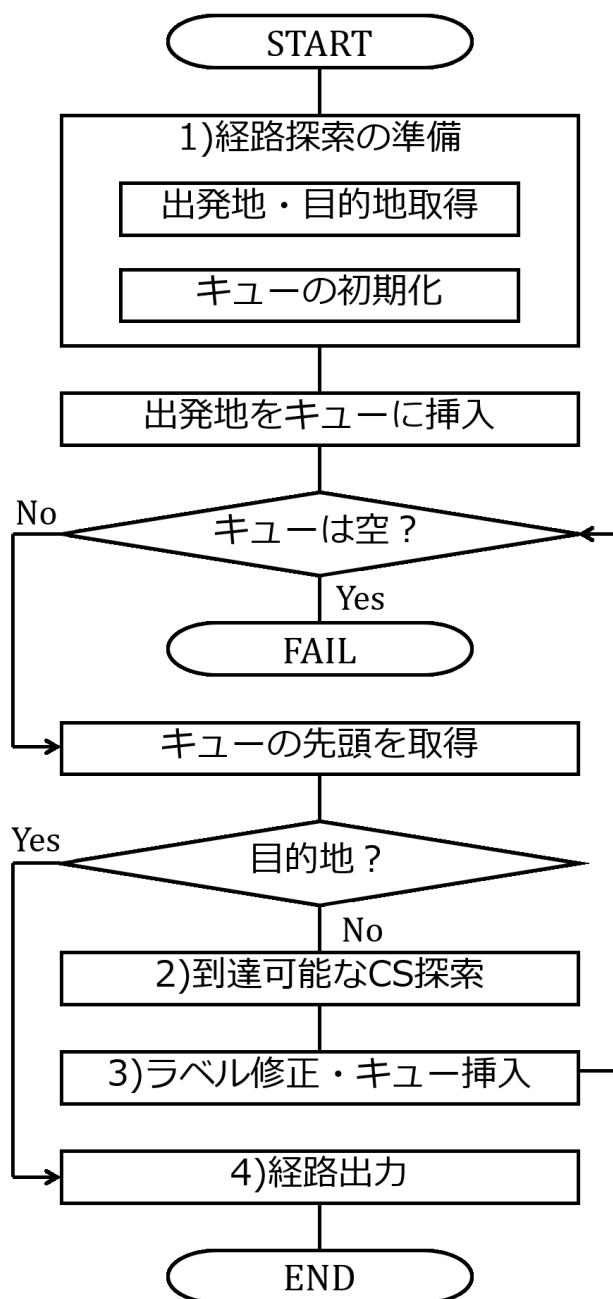 START
1)経路探索の準備
出発地・目的地取得
キューの初期化
出発地をキューに挿入
No
キューは空？
Yes
FAIL
キューの先頭を取得
Yes
目的地？
No
2)到達可能なCS探索
3)ラベル修正・キュー挿入
4)経路出力
END